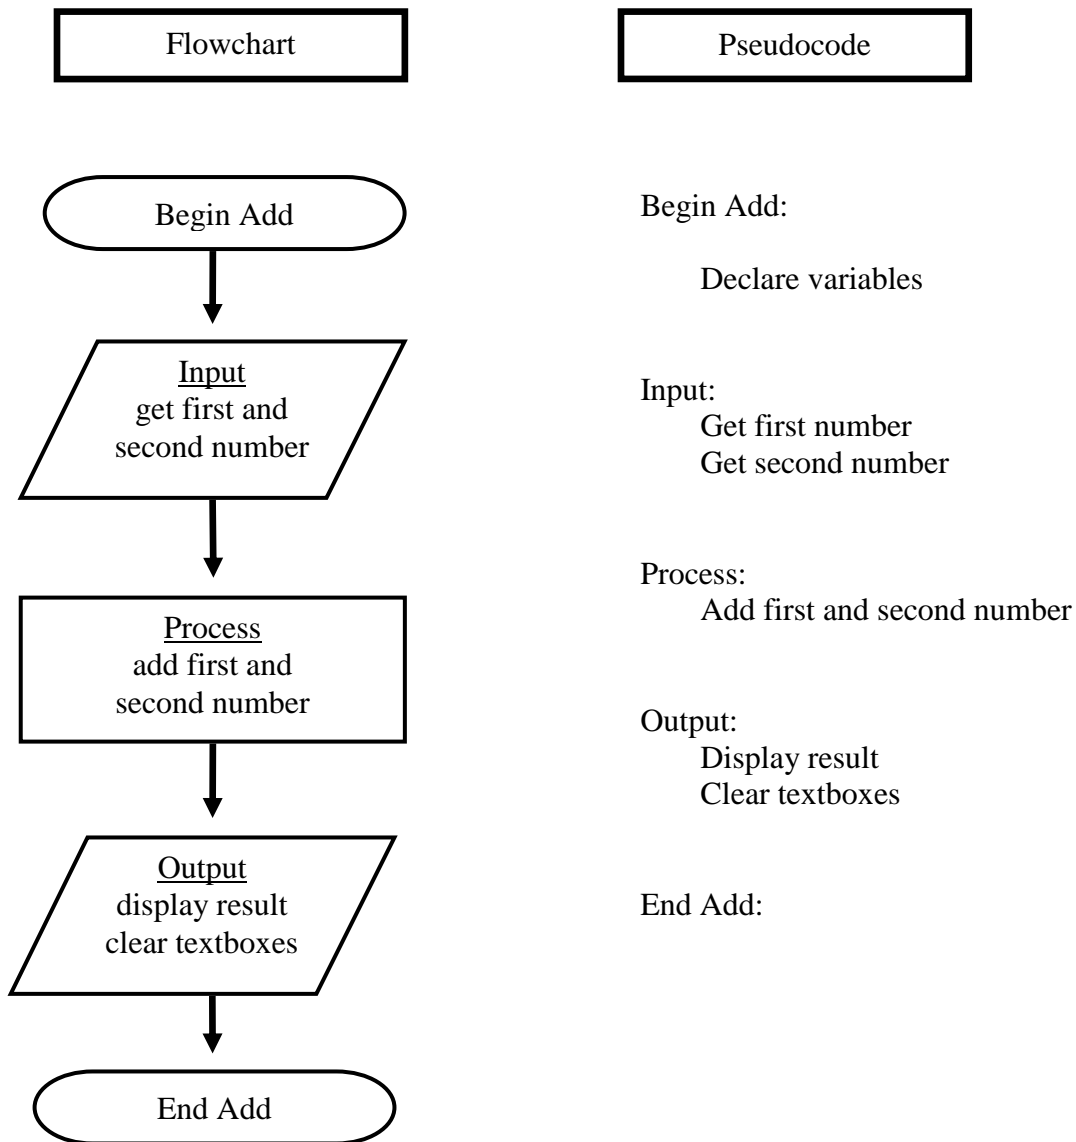 Flowchart
Begin Add
Input
get first and
second number
Process
add first and
second number
Output
display result
clear textboxes
End Add
Pseudocode
Begin Add:
Declare variables
Input:
Get first number
Get second number
Process:
Add first and second number
Output:
Display result
Clear textboxes
End Add: